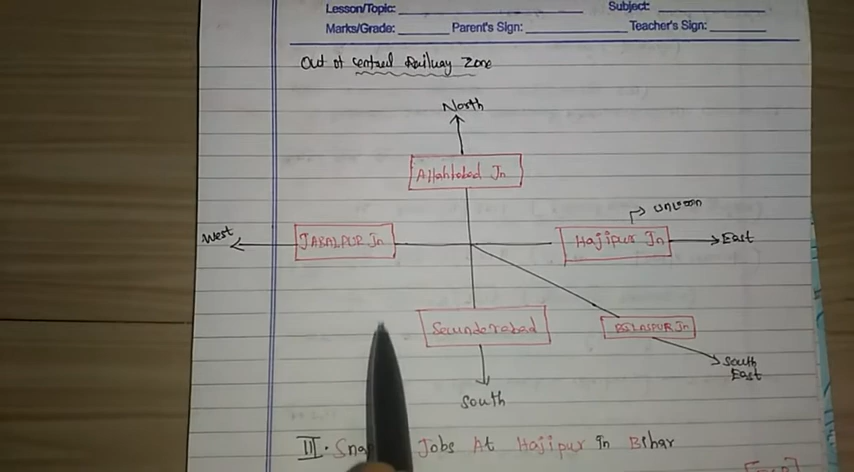 Lesson/Topic: Subject:
Marks/Grade: Parent's Sign: Teacher's Sign:
Out of Central Railway Zone
North
Allahabad Jn
West
JABALPUR Jn
Hajipur Jn
East
Secunderabad
BILASPUR Jn
South
East
South
III. Jobs At Hajipur in Bihar